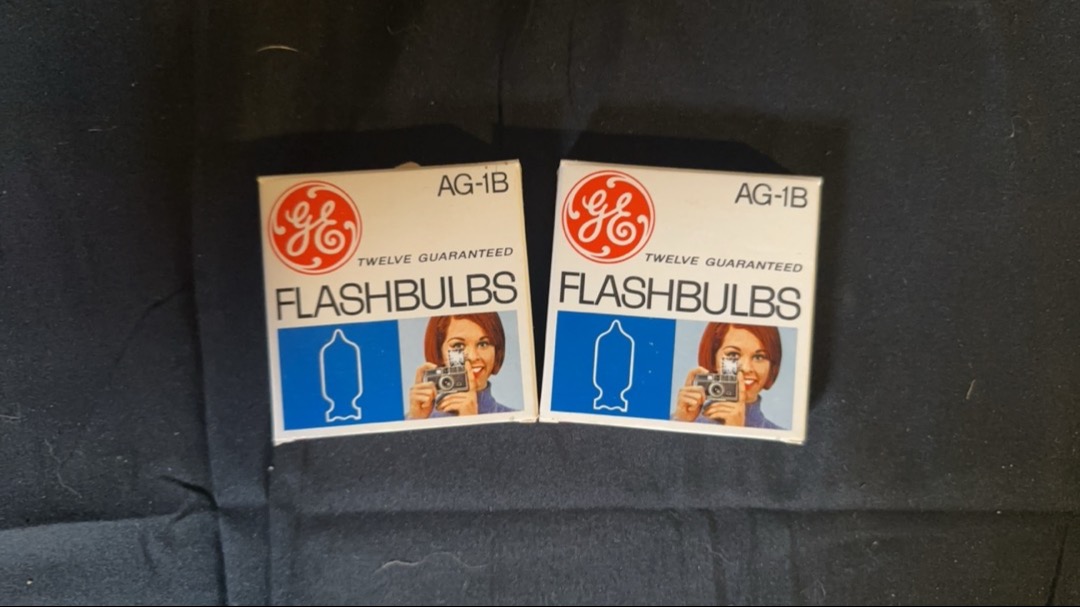 GE
AG-1B
TWELVE GUARANTEED
FLASHBULBS
GE
AG-1B
TWELVE GUARANTEED
FLASHBULBS